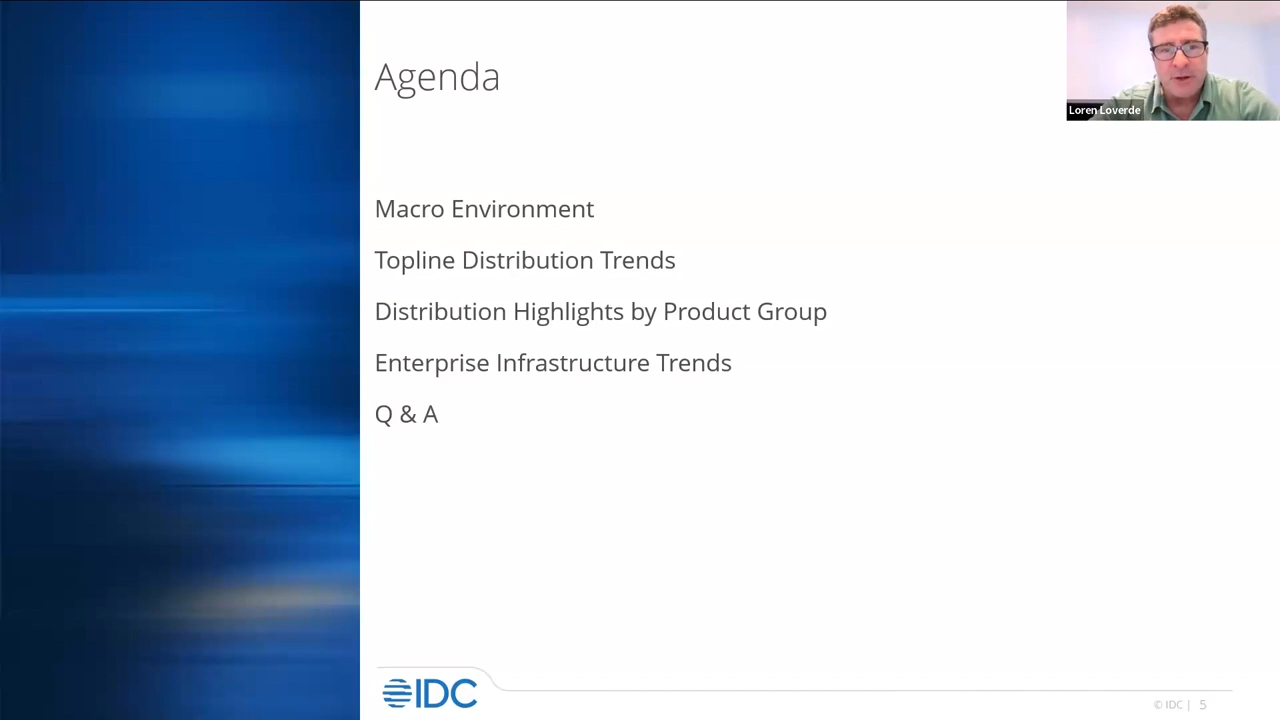 Agenda
Loren Loverde
Macro Environment
Topline Distribution Trends
Distribution Highlights by Product Group
Enterprise Infrastructure Trends
Q & A
IDC
© IDC | 5